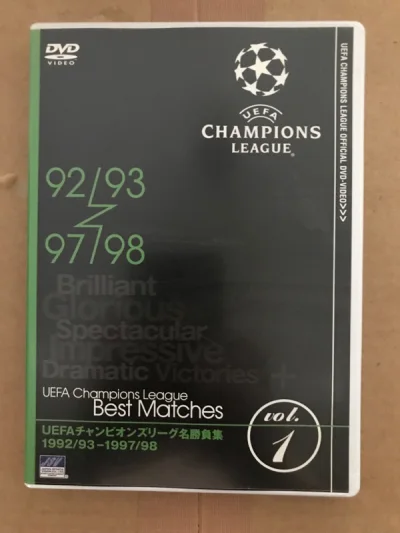 DVD
VIDEO
UEFA
CHAMPIONS
LEAGUE®
UEFA CHAMPIONS LEAGUE OFFICIAL DVD-VIDEO>>>
92/93
97/98
Brilliant
Glorious
Spectacular
Impressive
Dramatic Victories +
UEFA Champions League
Best Matches
vol.
1
UEFAチャンピオンズリーグ名勝負集
1992/93-1997/98